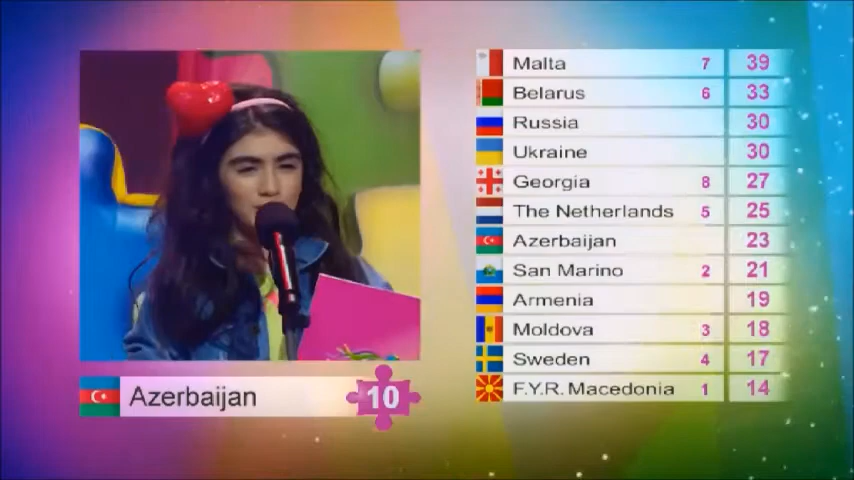 Malta 7 39
Belarus 6 33
Russia 30
Ukraine 30
Georgia 8 27
The Netherlands 5 25
Azerbaijan 23
San Marino 2 21
Armenia 19
Moldova 3 18
Sweden 4 17
F.Y.R. Macedonia 1 14
Azerbaijan 10